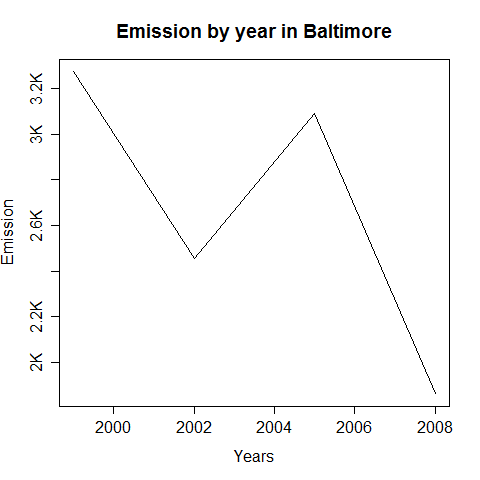 Emission by year in Baltimore
3.2K
3K
2.6K
2.2K
2K
Emission
2000 2002 2004 2006 2008
Years